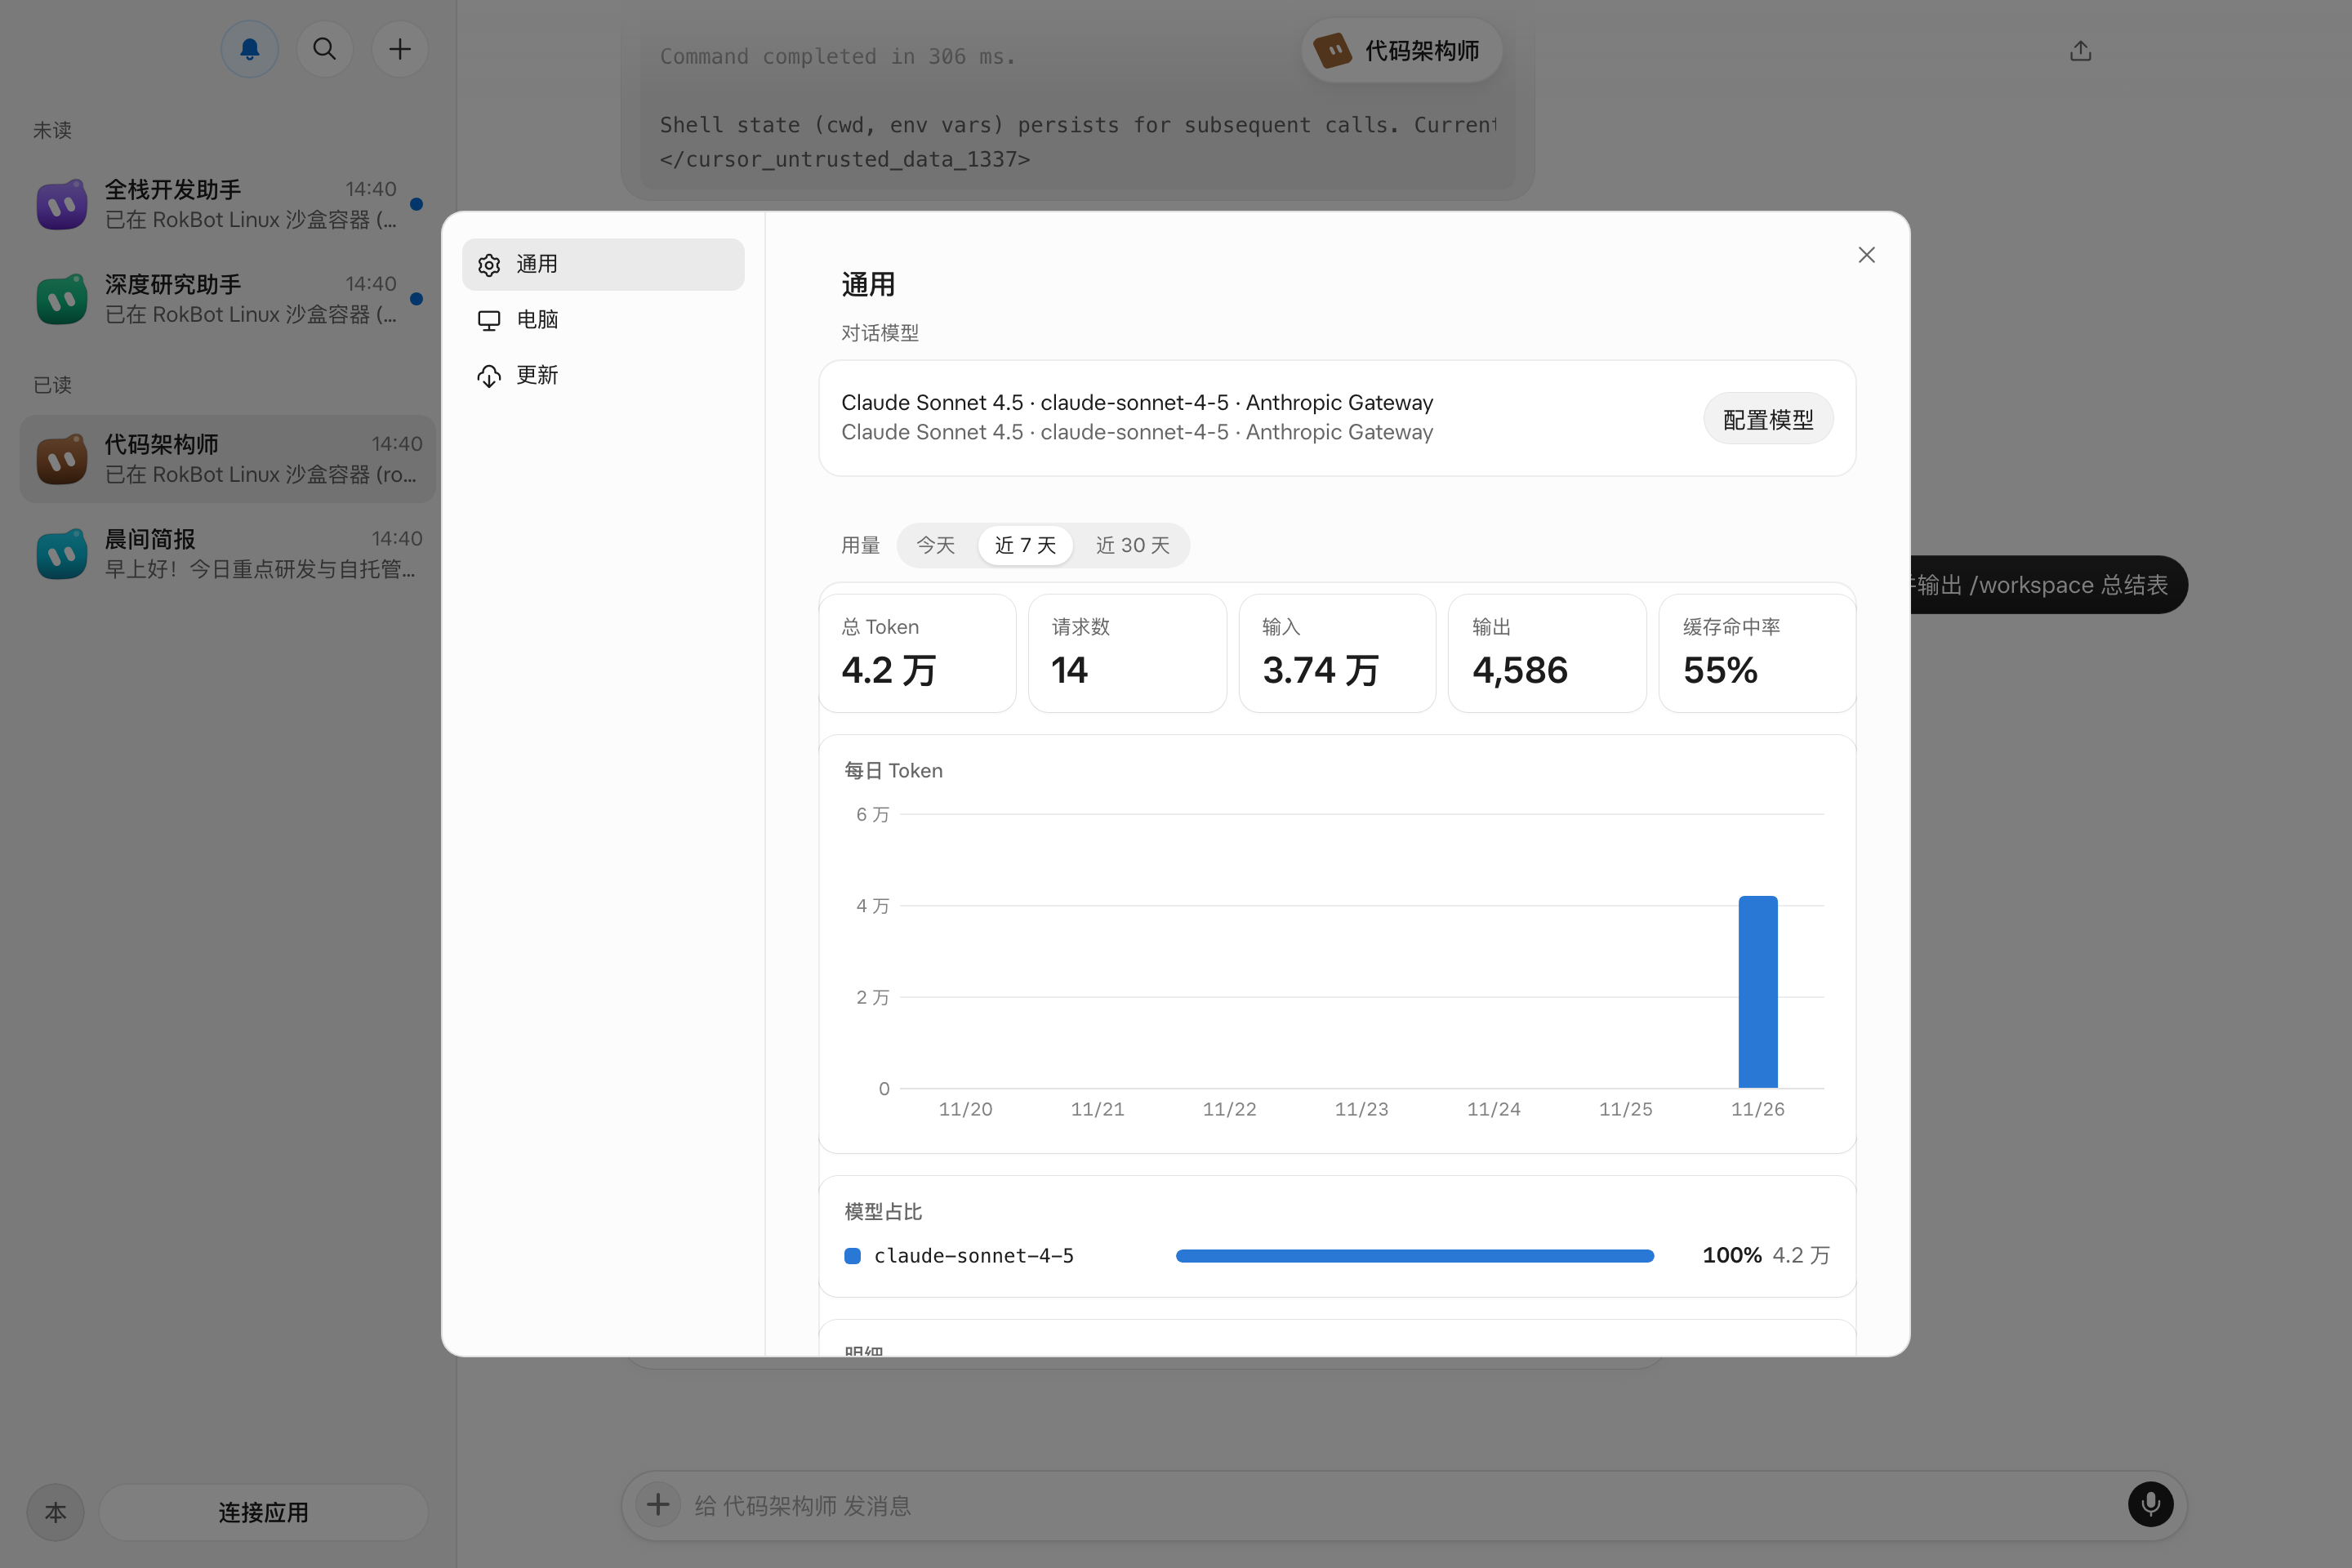 未读
全栈开发助手 14:40
已在 RokBot Linux 沙盒容器 (...
深度研究助手 14:40
已在 RokBot Linux 沙盒容器 (...
已读
代码架构师 14:40
已在 RokBot Linux 沙盒容器 (ro...
晨间简报 14:40
早上好！今日重点研发与自托管...
本
连接应用
Command completed in 306 ms.
代码架构师
Shell state (cwd, env vars) persists for subsequent calls. Current
</cursor_untrusted_data_1337>
输出 /workspace 总结表
通用
电脑
更新
通用
对话模型
Claude Sonnet 4.5 · claude-sonnet-4-5 · Anthropic Gateway
Claude Sonnet 4.5 · claude-sonnet-4-5 · Anthropic Gateway
配置模型
用量 今天 近 7 天 近 30 天
总 Token
4.2 万
请求数
14
输入
3.74 万
输出
4,586
缓存命中率
55%
每日 Token
6 万
4 万
2 万
0
11/20 11/21 11/22 11/23 11/24 11/25 11/26
模型占比
claude-sonnet-4-5 100% 4.2 万
明细
给 代码架构师 发消息